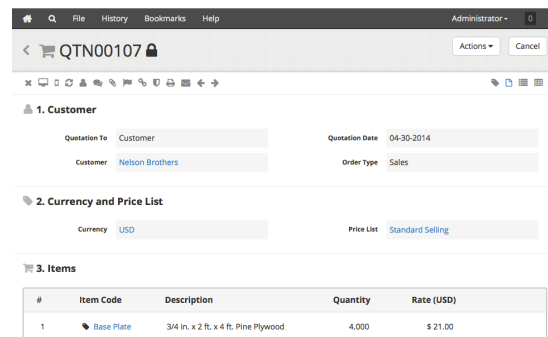 File History Bookmarks Help Administrator 0
QTN00107 Actions Cancel
1. Customer
Quotation To Customer Quotation Date 04-30-2014
Customer Nelson Brothers Order Type Sales
2. Currency and Price List
Currency USD Price List Standard Selling
3. Items
# Item Code Description Quantity Rate (USD)
1 Base Plate 3/4 in. x 2 ft. x 4 ft. Pine Plywood 4.000 $ 21.00